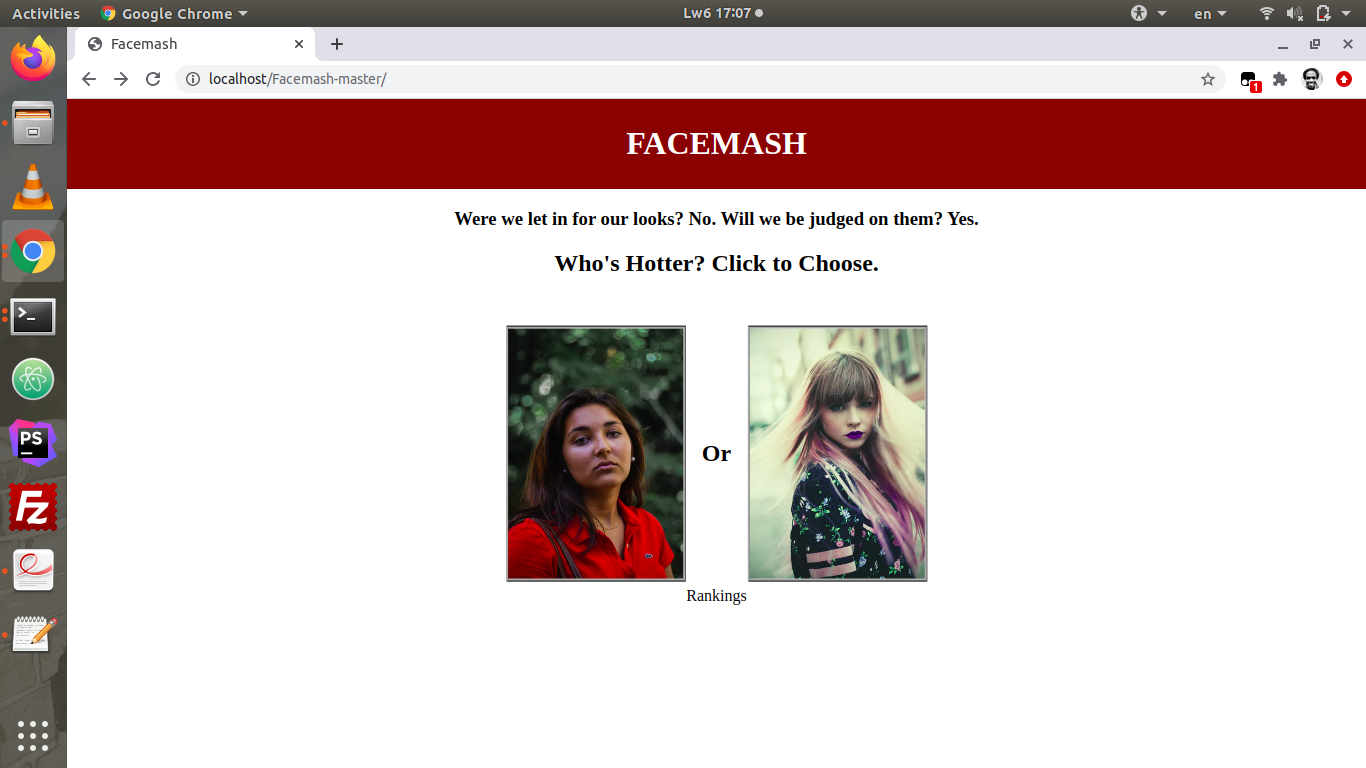 Activities
Google Chrome
Lw6 17:07
en
Facemash
localhost/Facemash-master/
1
FACEMASH
Were we let in for our looks? No. Will we be judged on them? Yes.
Who's Hotter? Click to Choose.
Or
Rankings
>_
PS
Fz